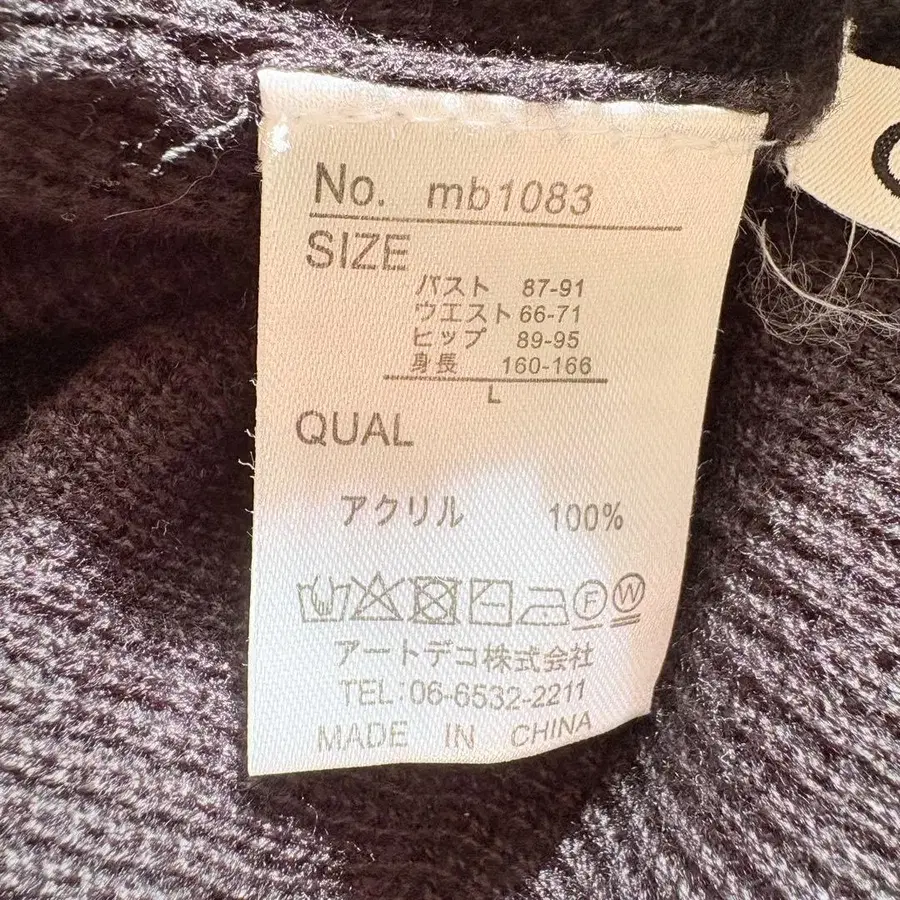 No. mb1083
SIZE
バスト 87-91
ウエスト 66-71
ヒップ 89-95
身長 160-166
L
QUAL
アクリル 100%
F W
アートデコ株式会社
TEL:06-6532-2211
MADE IN CHINA